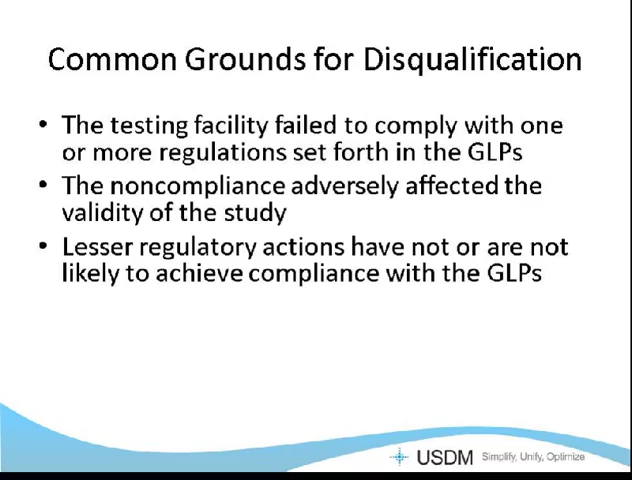 Common Grounds for Disqualification
• The testing facility failed to comply with one
or more regulations set forth in the GLPs
• The noncompliance adversely affected the
validity of the study
• Lesser regulatory actions have not or are not
likely to achieve compliance with the GLPs
USDM Simplify, Unify, Optimize